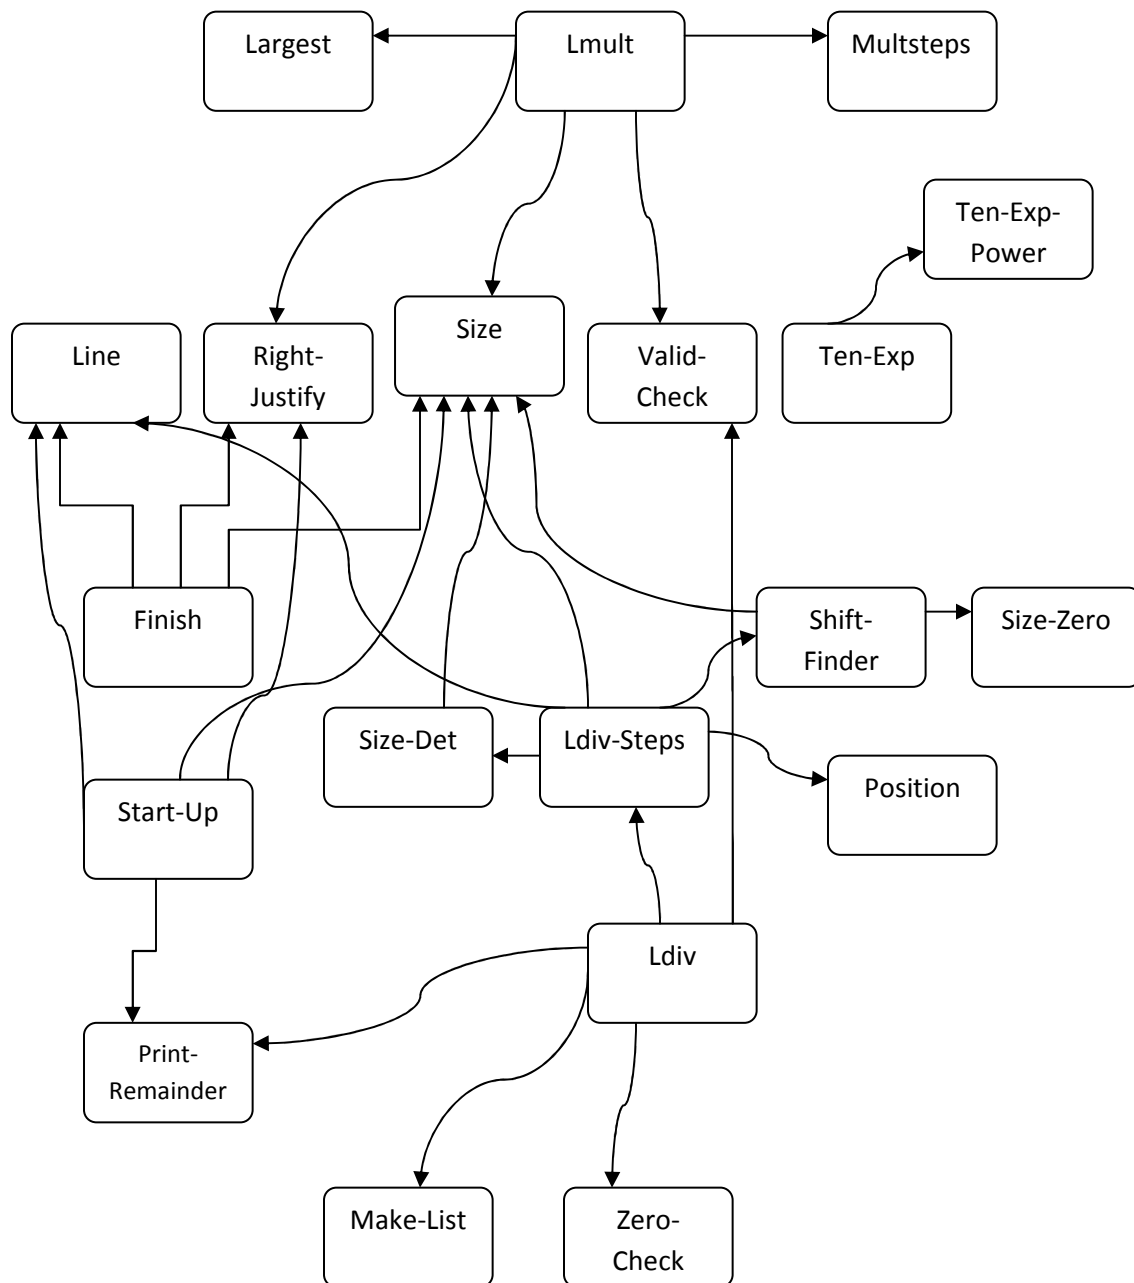 Largest
Lmult
Multsteps
Ten-Exp-
Power
Line
Right-
Justify
Size
Valid-
Check
Ten-Exp
Finish
Shift-
Finder
Size-Zero
Size-Det
Ldiv-Steps
Position
Start-Up
Ldiv
Print-
Remainder
Make-List
Zero-
Check